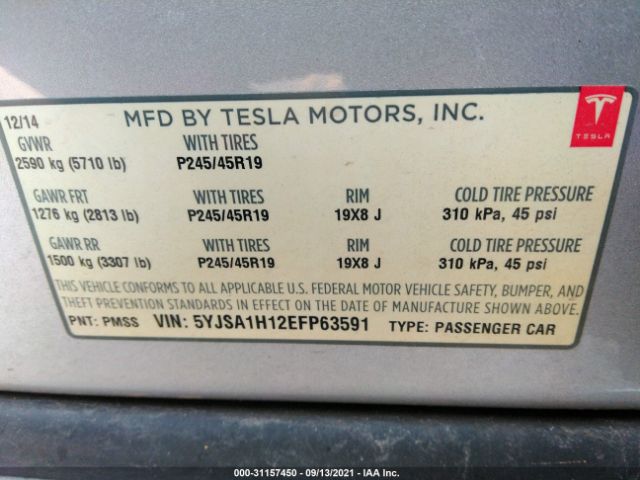 12/14 MFD BY TESLA MOTORS, INC.
TESLA
GVWR WITH TIRES
2590 kg (5710 lb) P245/45R19
GAWR FRT WITH TIRES RIM COLD TIRE PRESSURE
1276 kg (2813 lb) P245/45R19 19X8 J 310 kPa, 45 psi
GAWR RR WITH TIRES RIM COLD TIRE PRESSURE
1500 kg (3307 lb) P245/45R19 19X8 J 310 kPa, 45 psi
THIS VEHICLE CONFORMS TO ALL APPLICABLE U.S. FEDERAL MOTOR VEHICLE SAFETY, BUMPER, AND
THEFT PREVENTION STANDARDS IN EFFECT ON THE DATE OF MANUFACTURE SHOWN ABOVE.
PNT: PMSS VIN: 5YJSA1H12EFP63591 TYPE: PASSENGER CAR
000-31157450 - 09/13/2021 - IAA Inc.